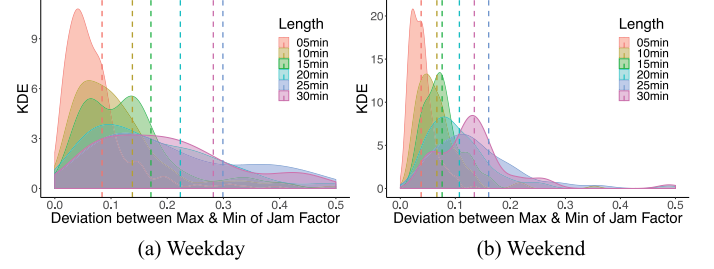 Length
05min
10min
15min
20min
25min
30min
KDE
9
6
3
0
0.0 0.1 0.2 0.3 0.4 0.5
Deviation between Max & Min of Jam Factor
(a) Weekday
Length
05min
10min
15min
20min
25min
30min
KDE
20
15
10
5
0
0.0 0.1 0.2 0.3 0.4 0.5
Deviation between Max & Min of Jam Factor
(b) Weekend